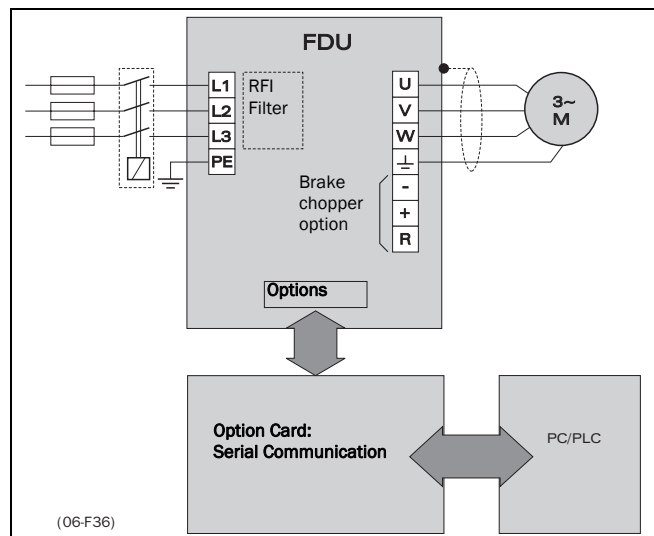 FDU
L1
L2
L3
PE
RFI
Filter
U
V
W
-
+
R
Brake
chopper
option
3~
M
Options
Option Card:
Serial Communication
PC/PLC
(06-F36)